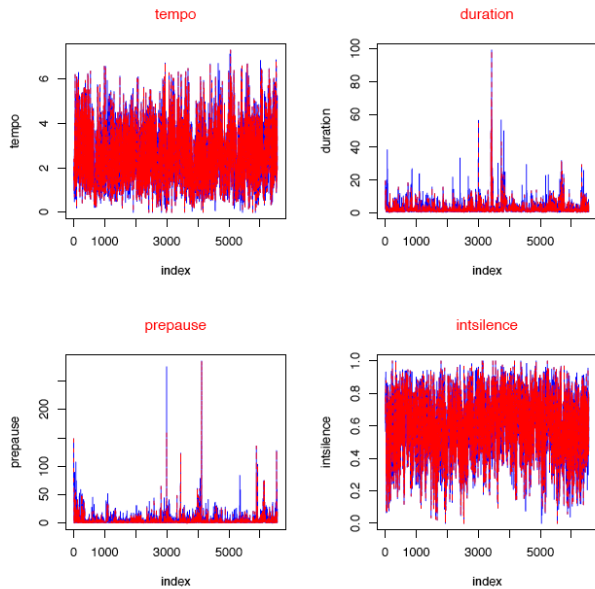 tempo
duration
tempo
0 2 4 6
0 1000 3000 5000
index
duration
0 20 40 60 80 100
0 1000 3000 5000
index
prepause
intsilence
prepause
0 50 100 200
0 1000 3000 5000
index
intsilence
0.0 0.2 0.4 0.6 0.8 1.0
0 1000 3000 5000
index